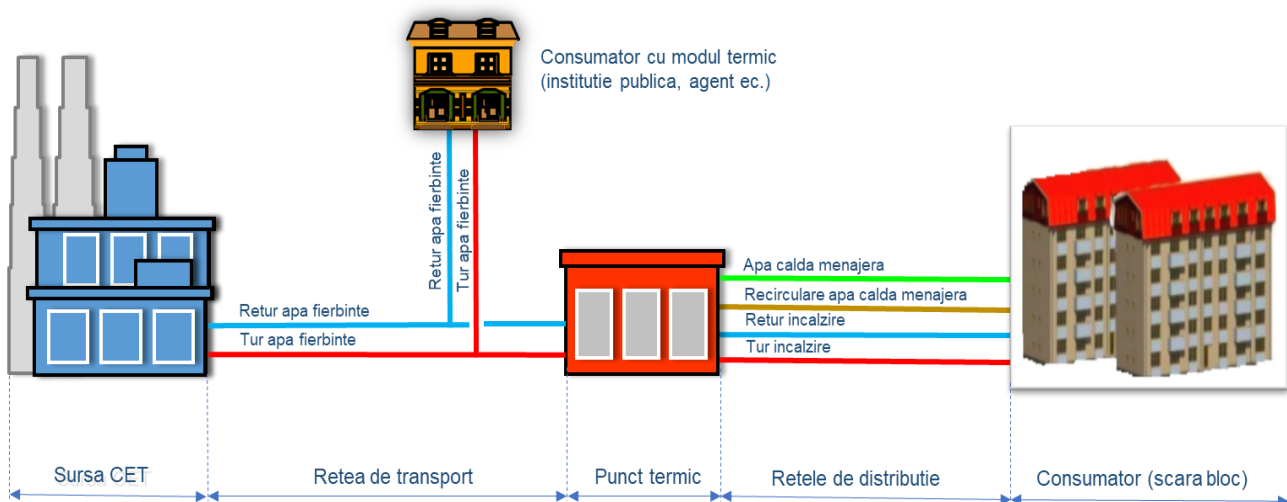 Consumator cu modul termic
(institutie publica, agent ec.)
Retur apa fierbinte
Tur apa fierbinte
Apa calda menajera
Recirculare apa calda menajera
Retur incalzire
Tur incalzire
Retur apa fierbinte
Tur apa fierbinte
Sursa CET
Retea de transport
Punct termic
Retele de distributie
Consumator (scara bloc)